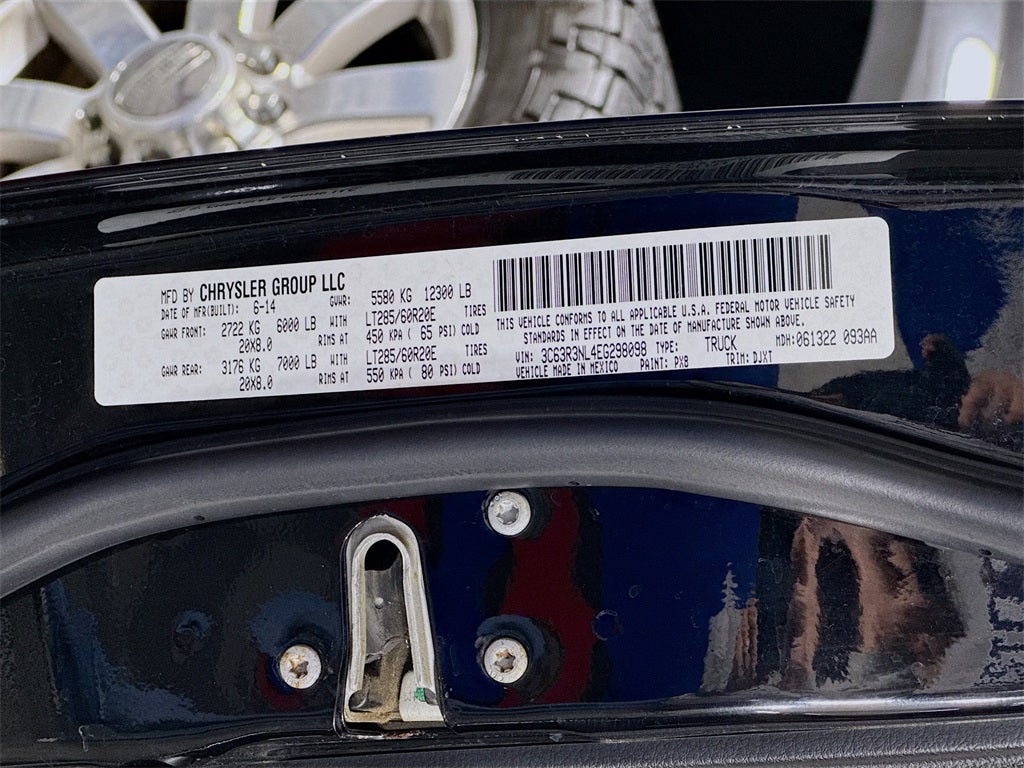 MFD BY CHRYSLER GROUP LLC
DATE OF MFR(BUILT): 6-14 GVWR: 5580 KG 12300 LB
GAWR FRONT: 2722 KG 6000 LB WITH LT285/60R20E TIRES
20X8.0 RIMS AT 450 KPA ( 65 PSI) COLD
GAWR REAR: 3176 KG 7000 LB WITH LT285/60R20E TIRES
20X8.0 RIMS AT 550 KPA ( 80 PSI) COLD
THIS VEHICLE CONFORMS TO ALL APPLICABLE U.S.A. FEDERAL MOTOR VEHICLE SAFETY
STANDARDS IN EFFECT ON THE DATE OF MANUFACTURE SHOWN ABOVE.
VIN: 3C63R3NL4EG298098 TYPE: TRUCK MDH:061322 093AA
VEHICLE MADE IN MEXICO PAINT: PX8 TRIM: DJXT